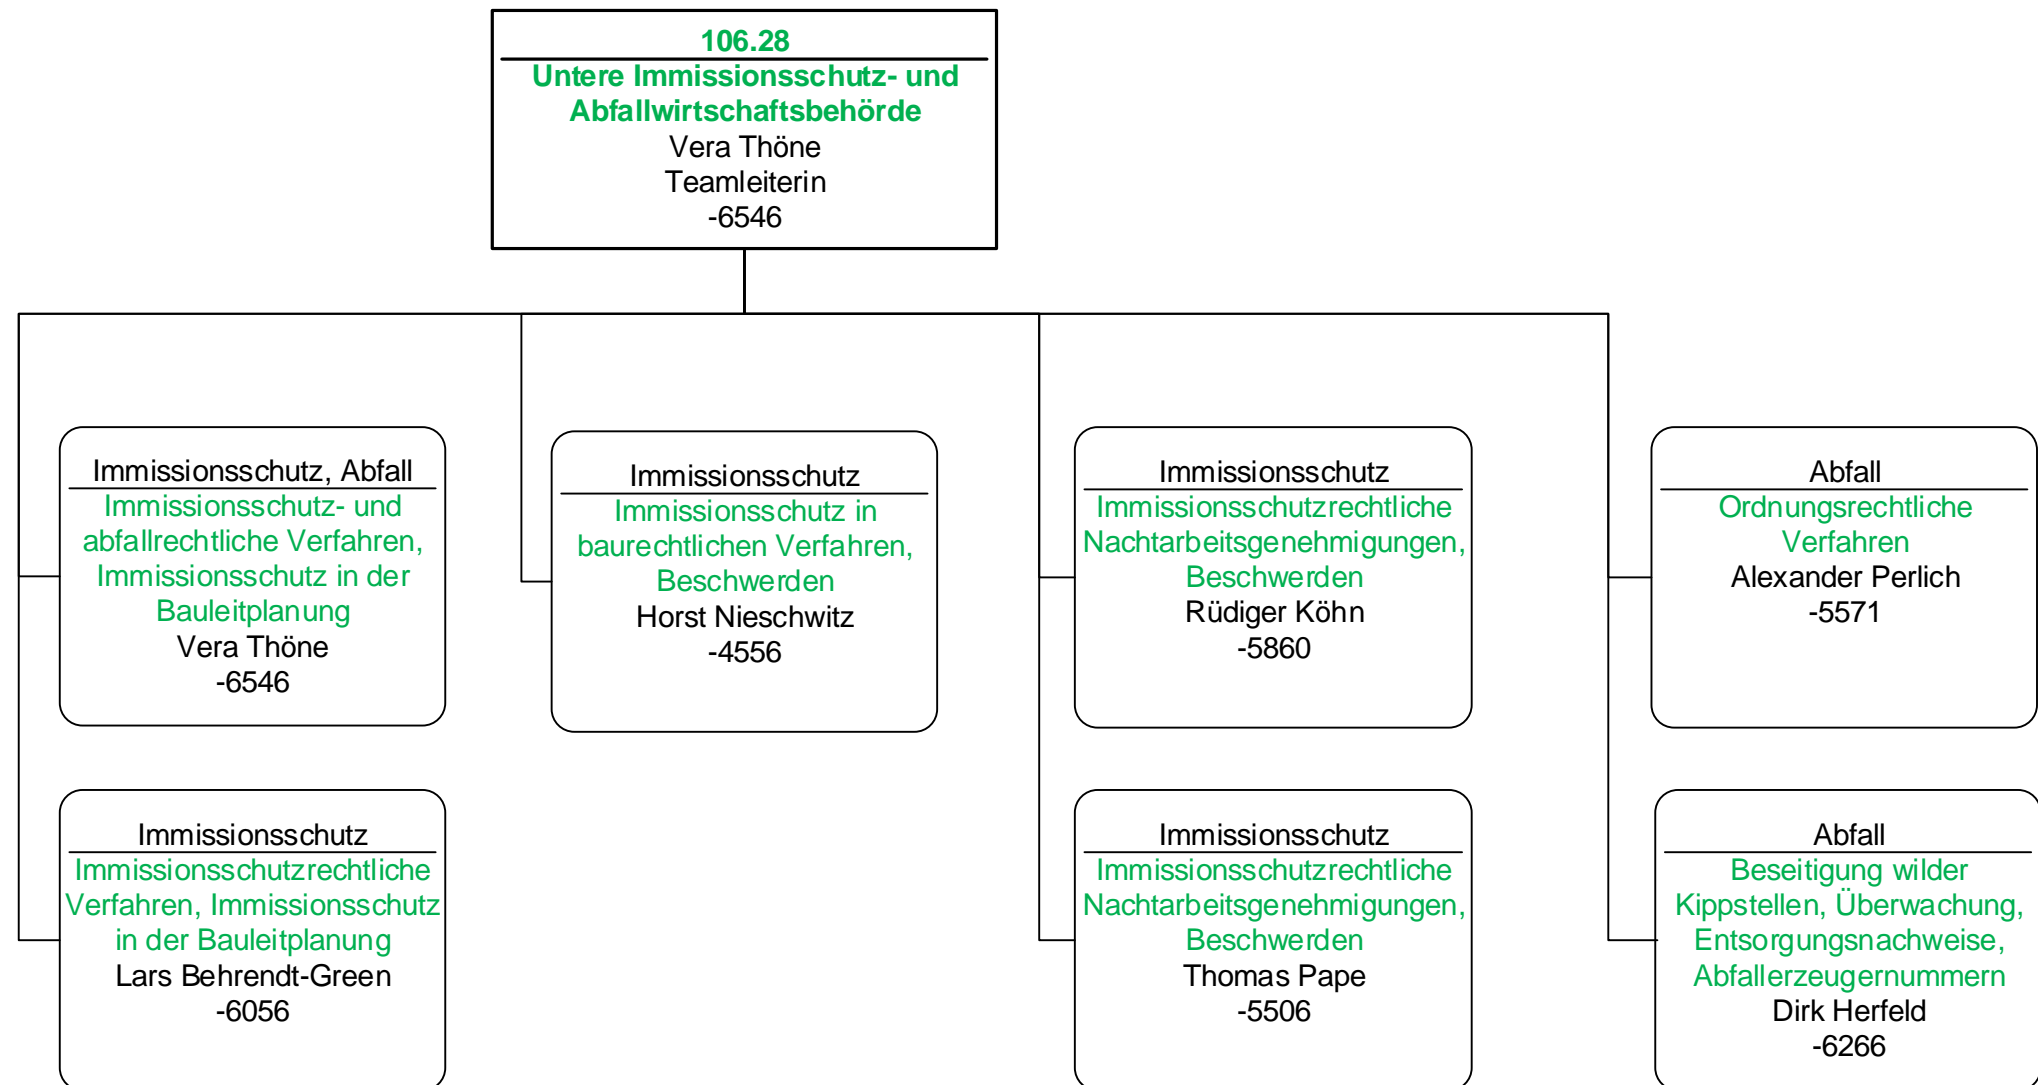 106.28
Untere Immissionsschutz- und
Abfallwirtschaftsbehörde
Vera Thöne
Teamleiterin
-6546
Immissionsschutz, Abfall
Immissionsschutz- und
abfallrechtliche Verfahren,
Immissionsschutz in der
Bauleitplanung
Vera Thöne
-6546
Immissionsschutz
Immissionsschutz in
baurechtlichen Verfahren,
Beschwerden
Horst Nieschwitz
-4556
Immissionsschutz
Immissionsschutzrechtliche
Nachtarbeitsgenehmigungen,
Beschwerden
Rüdiger Köhn
-5860
Abfall
Ordnungsrechtliche
Verfahren
Alexander Perlich
-5571
Immissionsschutz
Immissionsschutzrechtliche
Verfahren, Immissionsschutz
in der Bauleitplanung
Lars Behrendt-Green
-6056
Immissionsschutz
Immissionsschutzrechtliche
Nachtarbeitsgenehmigungen,
Beschwerden
Thomas Pape
-5506
Abfall
Beseitigung wilder
Kippstellen, Überwachung,
Entsorgungsnachweise,
Abfallerzeugernummern
Dirk Herfeld
-6266